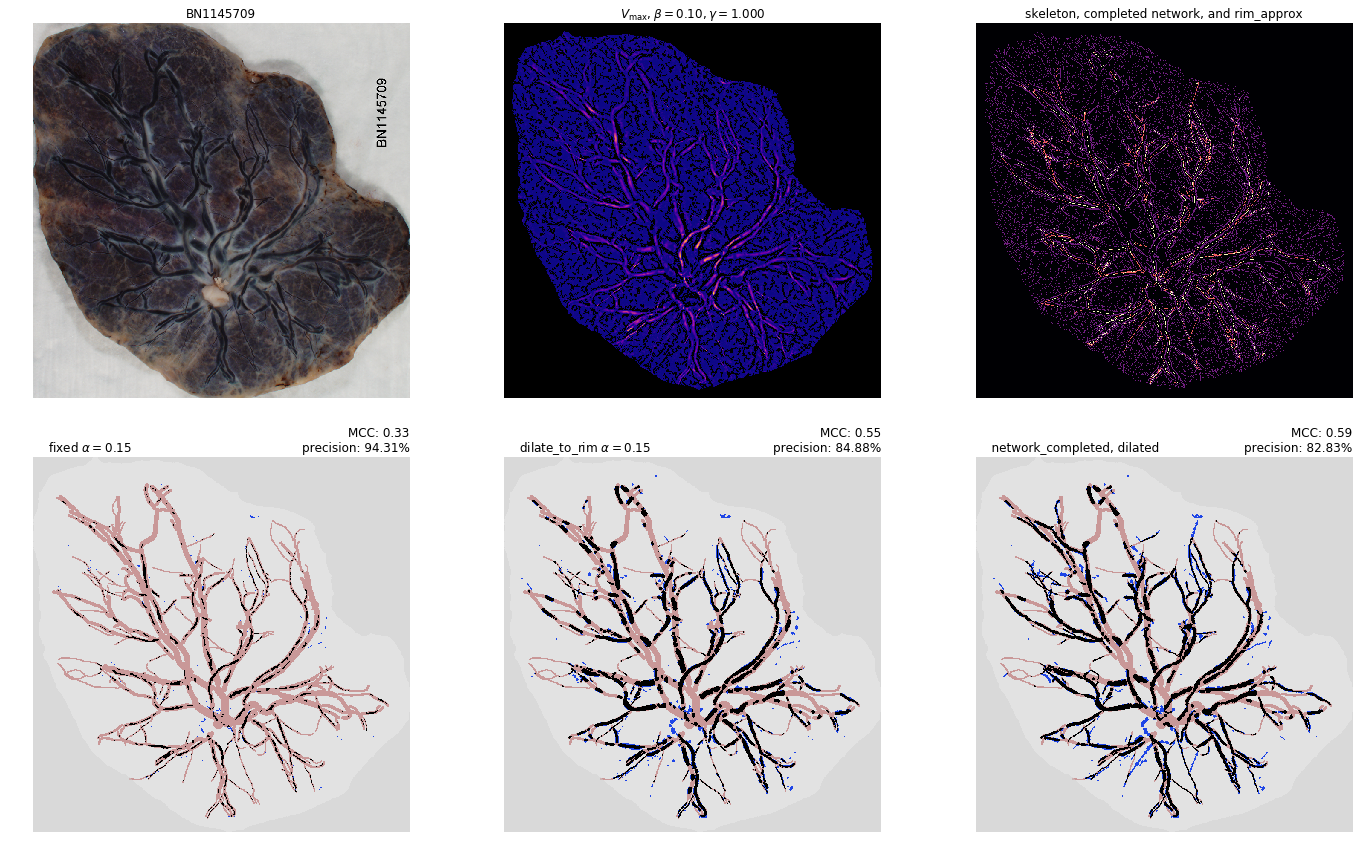 BN1145709
V_max, β = 0.10, γ = 1.000
skeleton, completed network, and rim_approx
BN1145709
MCC: 0.33
fixed α = 0.15 precision: 94.31%
MCC: 0.55
dilate_to_rim α = 0.15 precision: 84.88%
MCC: 0.59
network_completed, dilated precision: 82.83%